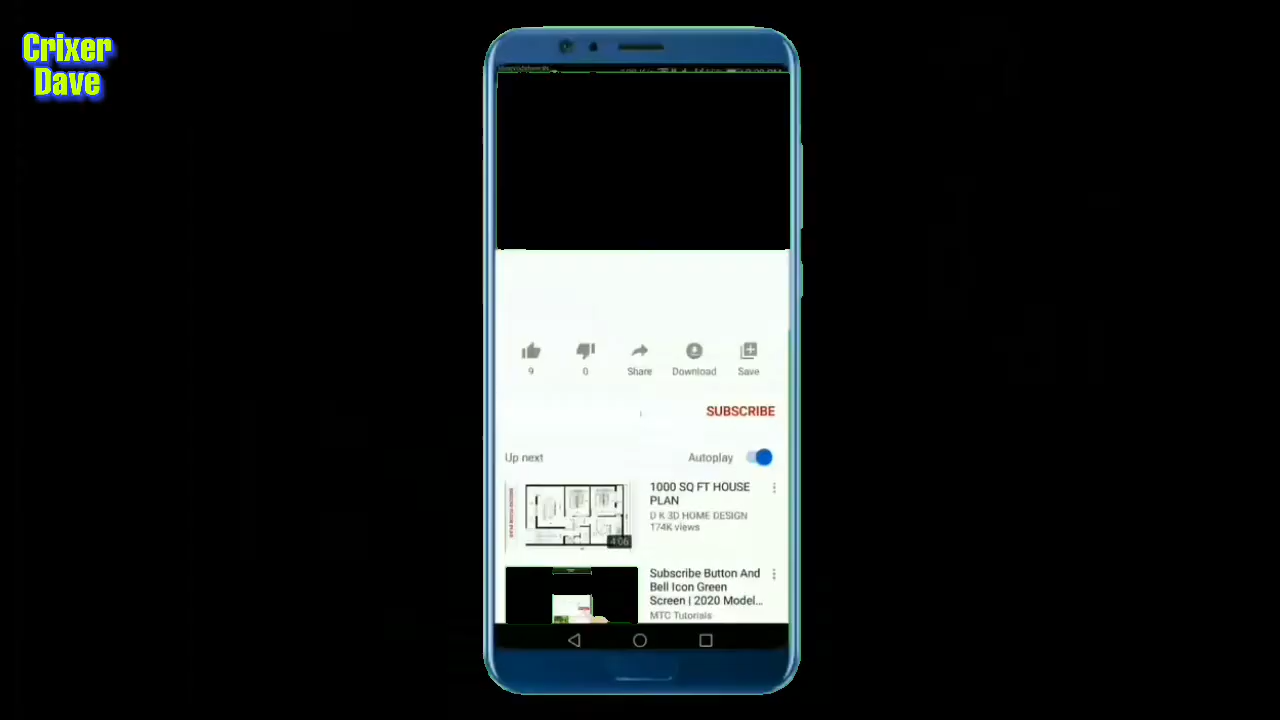 Crixer
Dave
9
0
Share
Download
Save
SUBSCRIBE
Up next
Autoplay
1000 SQ FT HOUSE
PLAN
D K 3D HOME DESIGN
174K views
4:06
Subscribe Button And
Bell Icon Green
Screen | 2020 Model...
MTC Tutorials